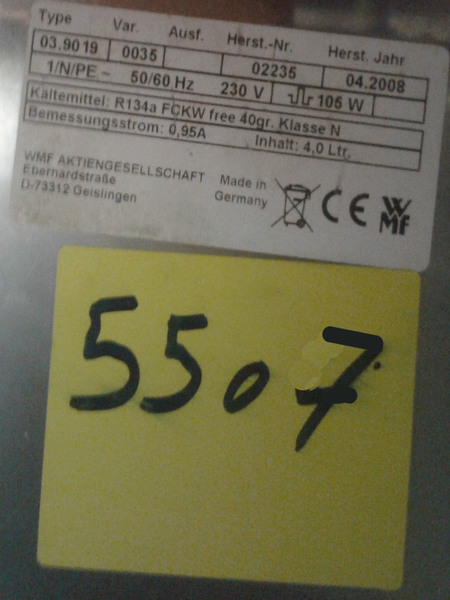 Type Var. Ausf. Herst.-Nr. Herst. Jahr
03.9019 0035 02235 04.2008
1/N/PE ~ 50/60 Hz 230 V 105 W
Kältemittel: R134a FCKW free 40gr. Klasse N
Bemessungsstrom: 0,95A Inhalt: 4,0 Ltr.
WMF AKTIENGESELLSCHAFT
Eberhardstraße
D-73312 Geislingen
Made in
Germany
CE
WMF
5507